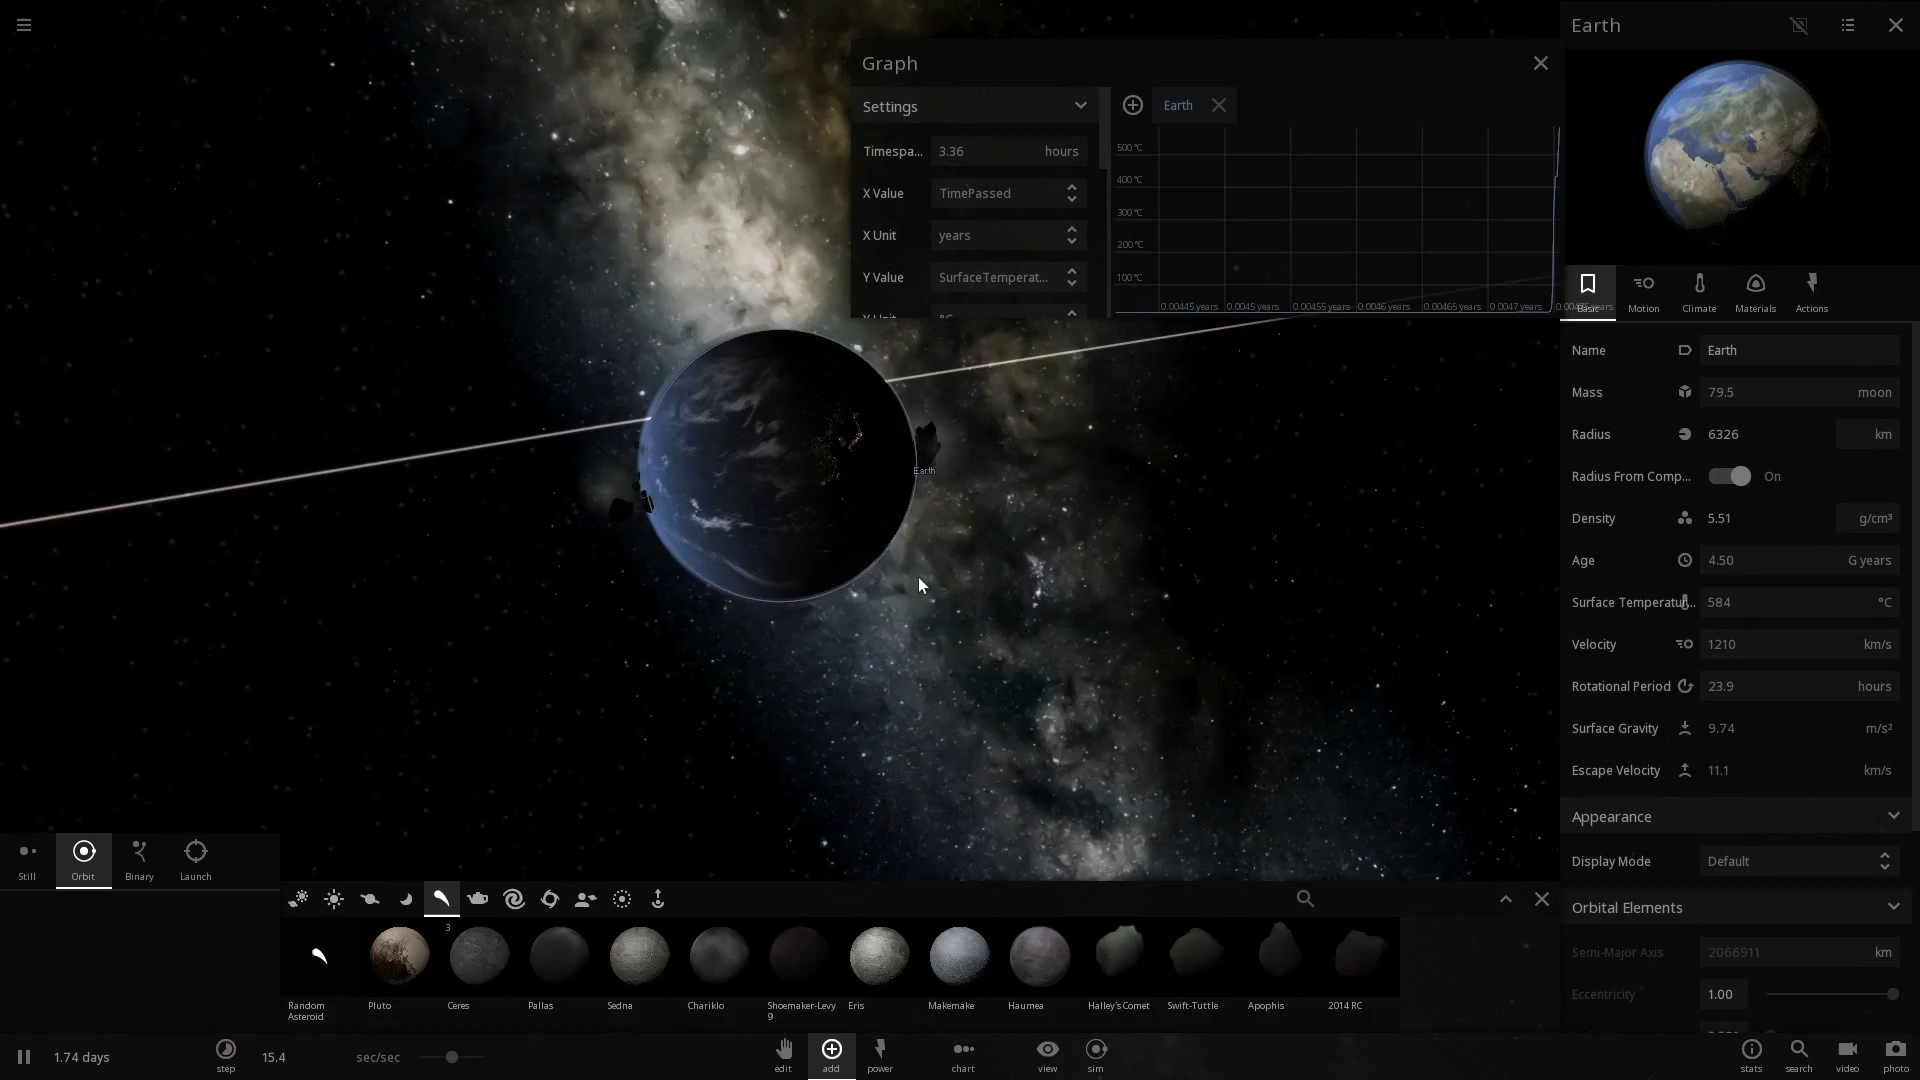 Earth
Graph
Settings
Earth
Timespa...
3.36
hours
500 °C
400 °C
300 °C
200 °C
100 °C
X Value
TimePassed
X Unit
years
Y Value
SurfaceTemperat...
0.00445 years
0.0045 years
0.00455 years
0.0046 years
0.00465 years
0.0047 years
Basic
Motion
Climate
Materials
Actions
Name
Earth
Mass
79.5
moon
Radius
6326
km
Earth
Radius From Comp...
On
Density
5.51
g/cm³
Age
4.50
G years
Surface Temperatur...
584
°C
Velocity
1210
km/s
Rotational Period
23.9
hours
Surface Gravity
9.74
m/s²
Escape Velocity
11.1
km/s
Appearance
Display Mode
Default
Orbital Elements
Semi-Major Axis
2066911
km
Eccentricity
1.00
Still
Orbit
Binary
Launch
3
Random Asteroid
Pluto
Ceres
Pallas
Sedna
Chariklo
Shoemaker-Levy 9
Eris
Makemake
Haumea
Halley's Comet
Swift-Tuttle
Apophis
2014 RC
1.74 days
step
15.4
sec/sec
edit
add
power
chart
view
sim
stats
search
video
photo